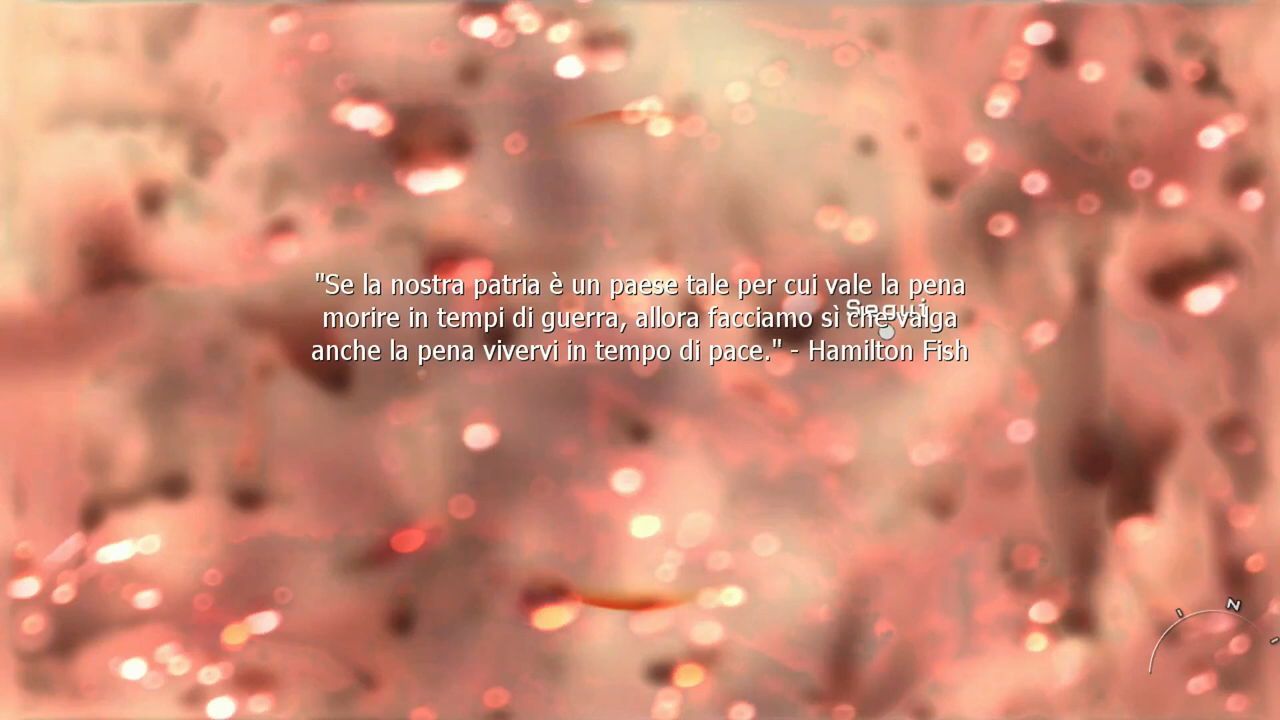 "Se la nostra patria è un paese tale per cui vale la pena
Segui
morire in tempi di guerra, allora facciamo sì che valga
anche la pena vivervi in tempo di pace." - Hamilton Fish
N